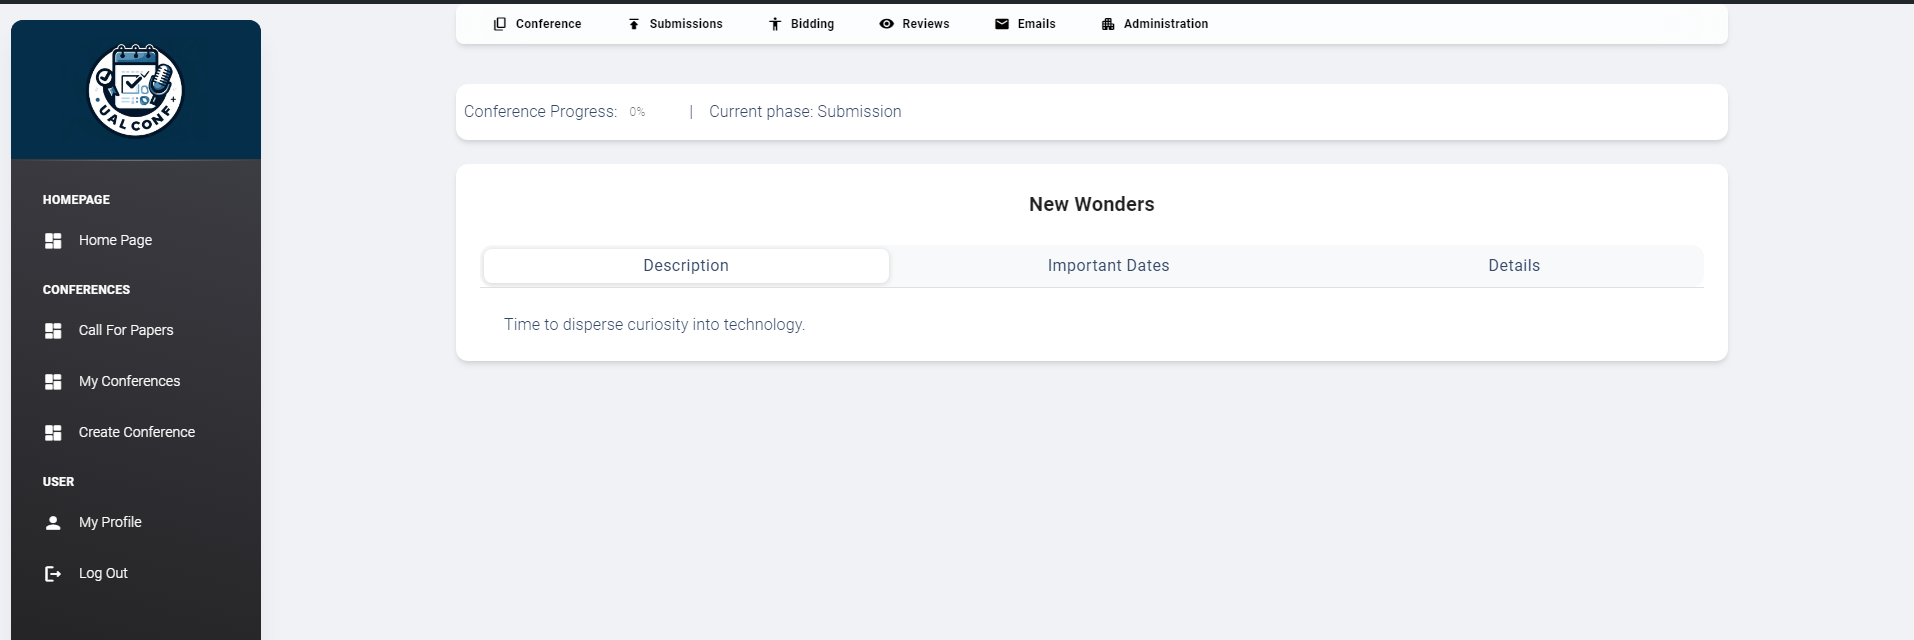 Conference Submissions Bidding Reviews Emails Administration
UAL CONF
Conference Progress: 0% | Current phase: Submission
HOMEPAGE
Home Page
CONFERENCES
Call For Papers
My Conferences
Create Conference
USER
My Profile
Log Out
New Wonders
Description Important Dates Details
Time to disperse curiosity into technology.